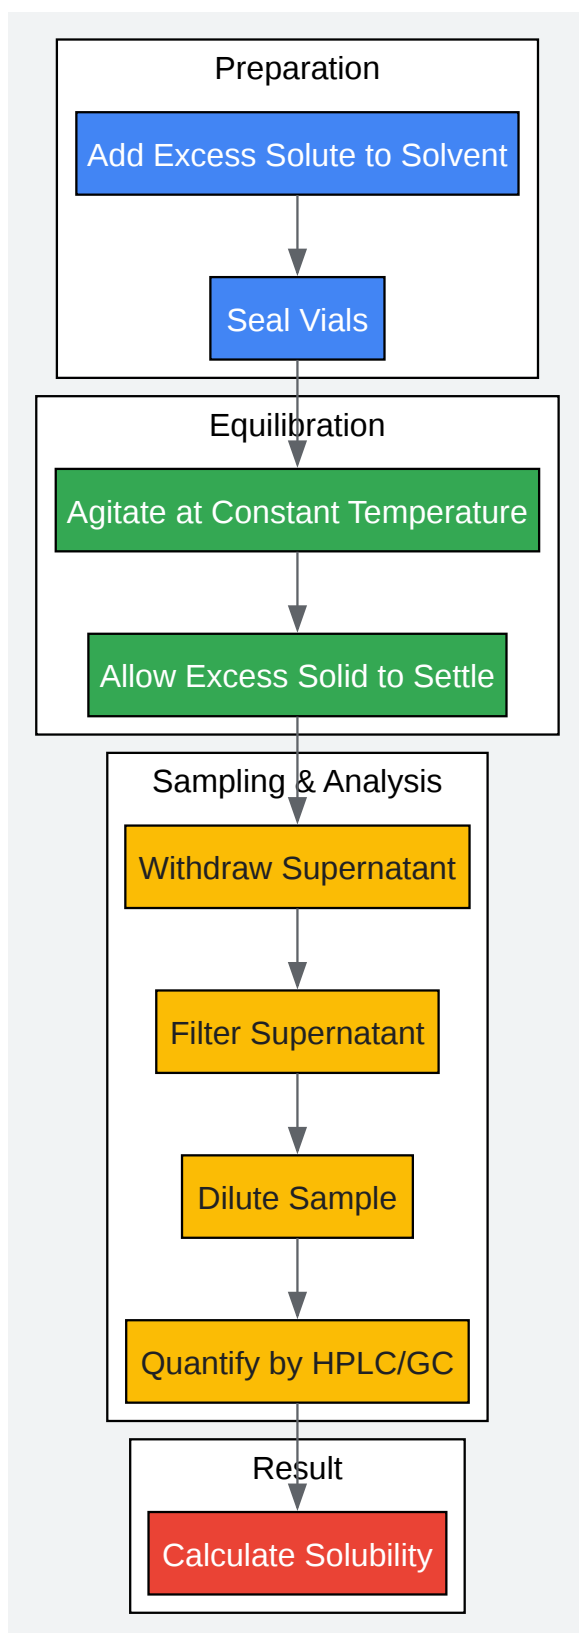 Preparation
Add Excess Solute to Solvent
Seal Vials
Equilibration
Agitate at Constant Temperature
Allow Excess Solid to Settle
Sampling & Analysis
Withdraw Supernatant
Filter Supernatant
Dilute Sample
Quantify by HPLC/GC
Result
Calculate Solubility